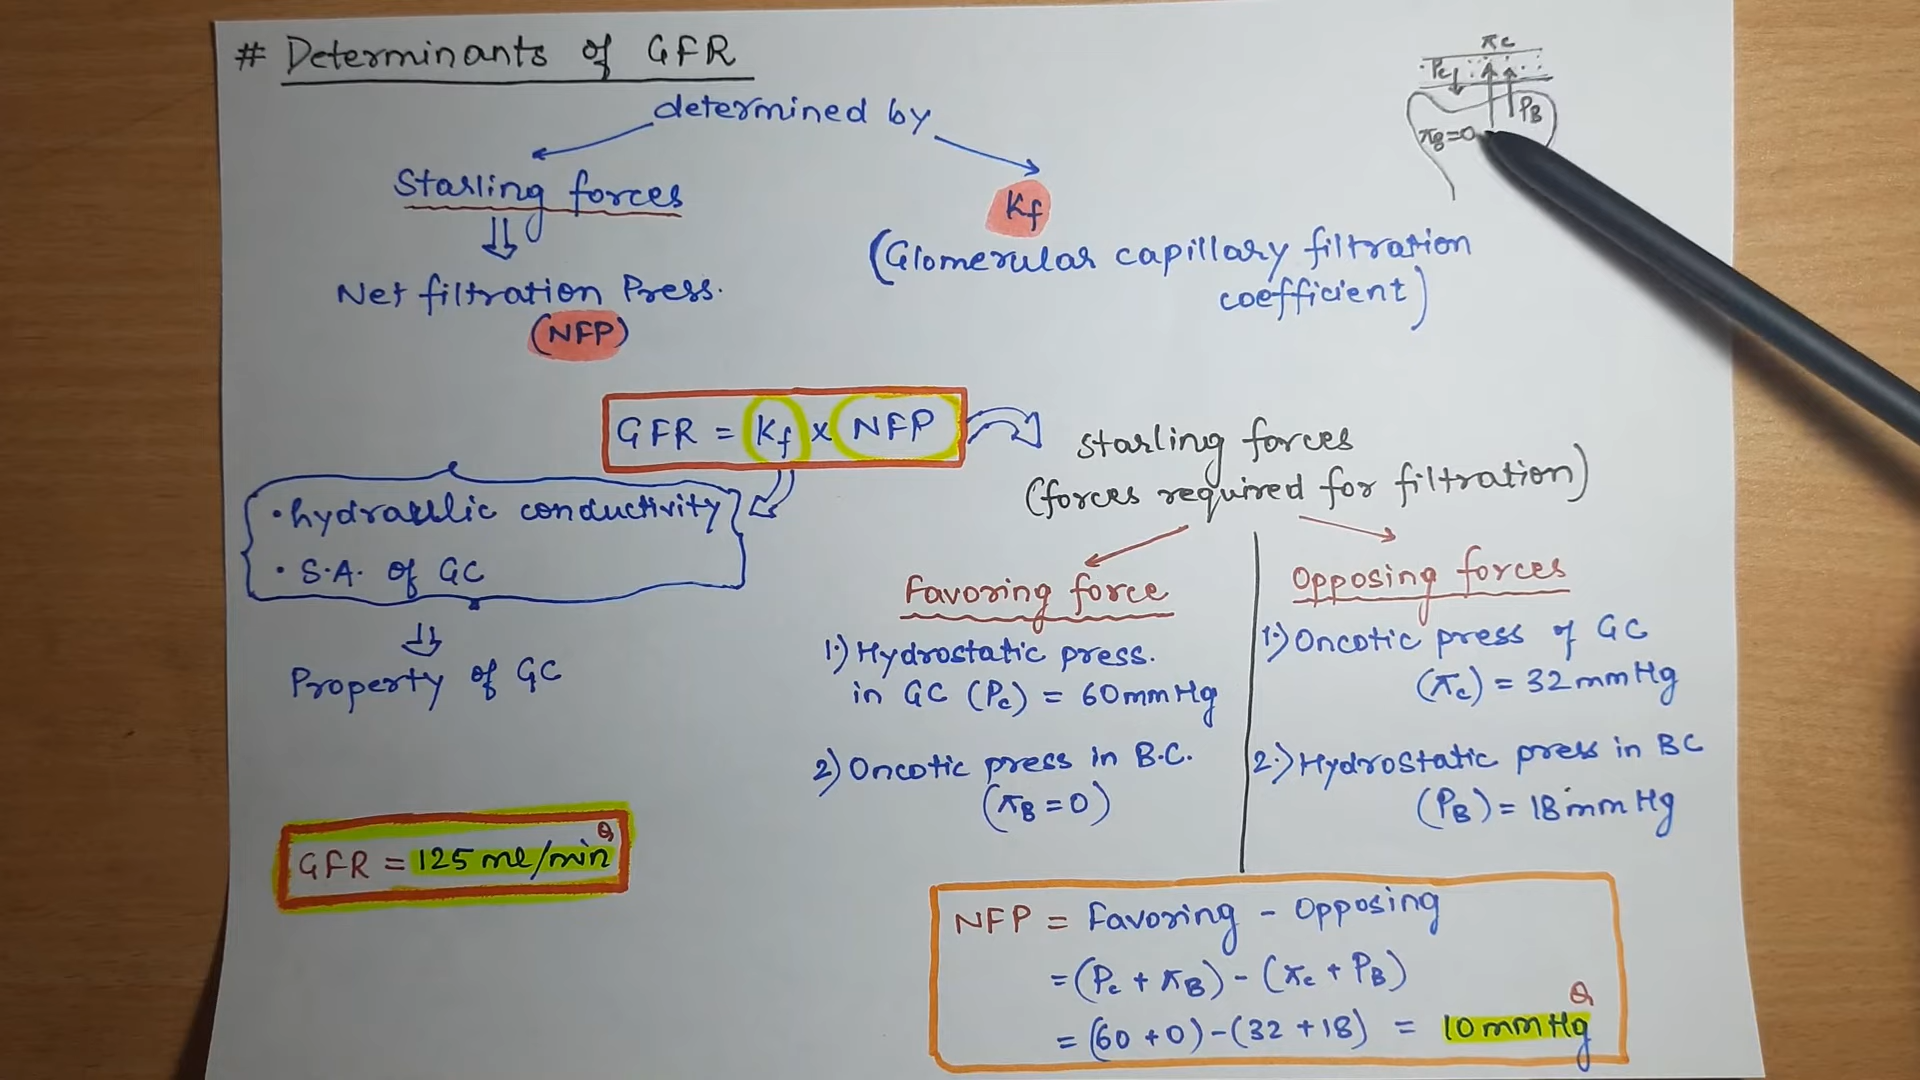 # Determinants of GFR
determined by
Starling forces
Net filtration Press.
(NFP)
Kf
(Glomerular capillary filtration
coefficient)
πc
Pc
PB
πB=0
GFR = Kf x NFP
• hydraulic conductivity
• S.A. of GC
Property of GC
GFR = 125 ml/min
Starling forces
(forces required for filtration)
Favoring force
1.) Hydrostatic press.
in GC (Pc) = 60mmHg
2) Oncotic press in B.C.
(πB = 0)
Opposing forces
1.) Oncotic press of GC
(πc) = 32mmHg
2.) Hydrostatic press in BC
(PB) = 18mmHg
NFP = Favoring - Opposing
= (Pc + πB) - (πc + PB)
= (60 + 0) - (32 + 18) = 10mmHg